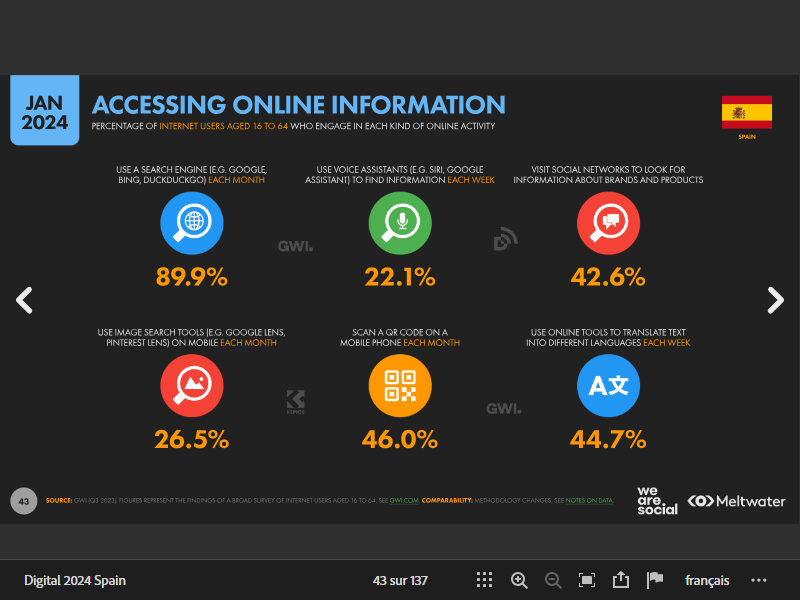 JAN
2024
ACCESSING ONLINE INFORMATION
PERCENTAGE OF INTERNET USERS AGED 16 TO 64 WHO ENGAGE IN EACH KIND OF ONLINE ACTIVITY
SPAIN
USE A SEARCH ENGINE (E.G. GOOGLE,
BING, DUCKDUCKGO) EACH MONTH
89.9%
USE VOICE ASSISTANTS (E.G. SIRI, GOOGLE
ASSISTANT) TO FIND INFORMATION EACH WEEK
22.1%
VISIT SOCIAL NETWORKS TO LOOK FOR
INFORMATION ABOUT BRANDS AND PRODUCTS
42.6%
GWI.
USE IMAGE SEARCH TOOLS (E.G. GOOGLE LENS,
PINTEREST LENS) ON MOBILE EACH MONTH
26.5%
SCAN A QR CODE ON A
MOBILE PHONE EACH MONTH
46.0%
USE ONLINE TOOLS TO TRANSLATE TEXT
INTO DIFFERENT LANGUAGES EACH WEEK
A文
44.7%
KEPIOS
GWI.
43
SOURCE: GWI (Q3 2023). FIGURES REPRESENT THE FINDINGS OF A BROAD SURVEY OF INTERNET USERS AGED 16 TO 64. SEE GWI.COM. COMPARABILITY: METHODOLOGY CHANGES. SEE NOTES ON DATA.
we
are.
social
Meltwater
Digital 2024 Spain
43 sur 137
français